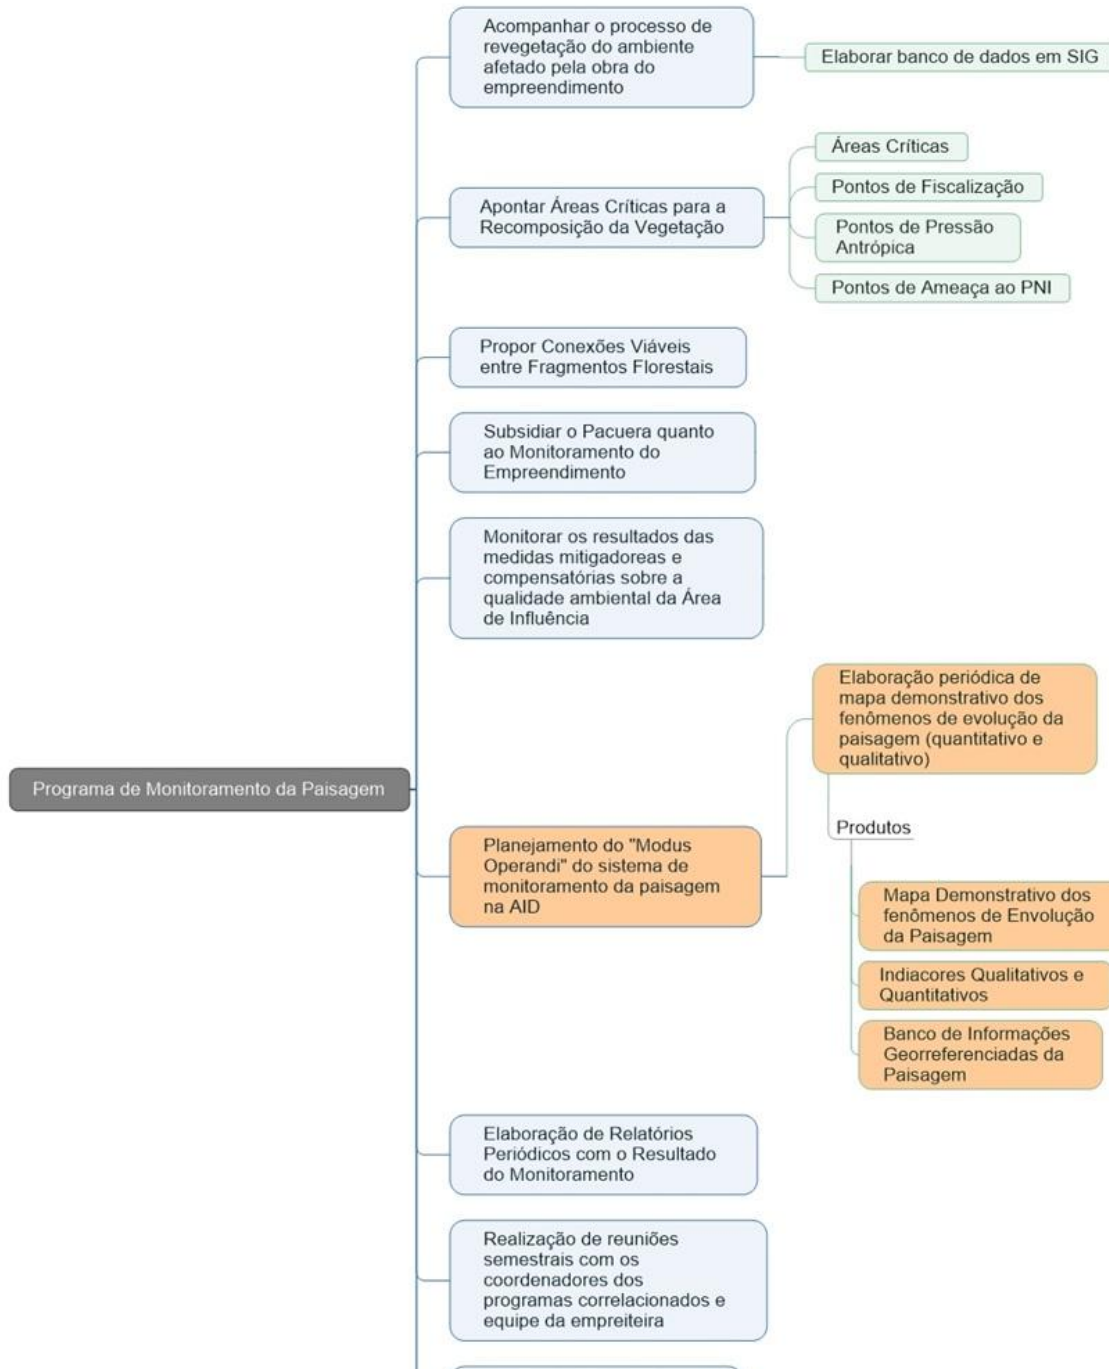 Programa de Monitoramento da Paisagem
Acompanhar o processo de
revegetação do ambiente
afetado pela obra do
empreendimento
Elaborar banco de dados em SIG
Apontar Áreas Críticas para a
Recomposição da Vegetação
Áreas Críticas
Pontos de Fiscalização
Pontos de Pressão
Antrópica
Pontos de Ameaça ao PNI
Propor Conexões Viáveis
entre Fragmentos Florestais
Subsidiar o Pacuera quanto
ao Monitoramento do
Empreendimento
Monitorar os resultados das
medidas mitigadoreas e
compensatórias sobre a
qualidade ambiental da Área
de Influência
Planejamento do "Modus
Operandi" do sistema de
monitoramento da paisagem
na AID
Elaboração periódica de
mapa demonstrativo dos
fenômenos de evolução da
paisagem (quantitativo e
qualitativo)
Produtos
Mapa Demonstrativo dos
fenômenos de Envolução
da Paisagem
Indiacores Qualitativos e
Quantitativos
Banco de Informações
Georreferenciadas da
Paisagem
Elaboração de Relatórios
Periódicos com o Resultado
do Monitoramento
Realização de reuniões
semestrais com os
coordenadores dos
programas correlacionados e
equipe da empreiteira